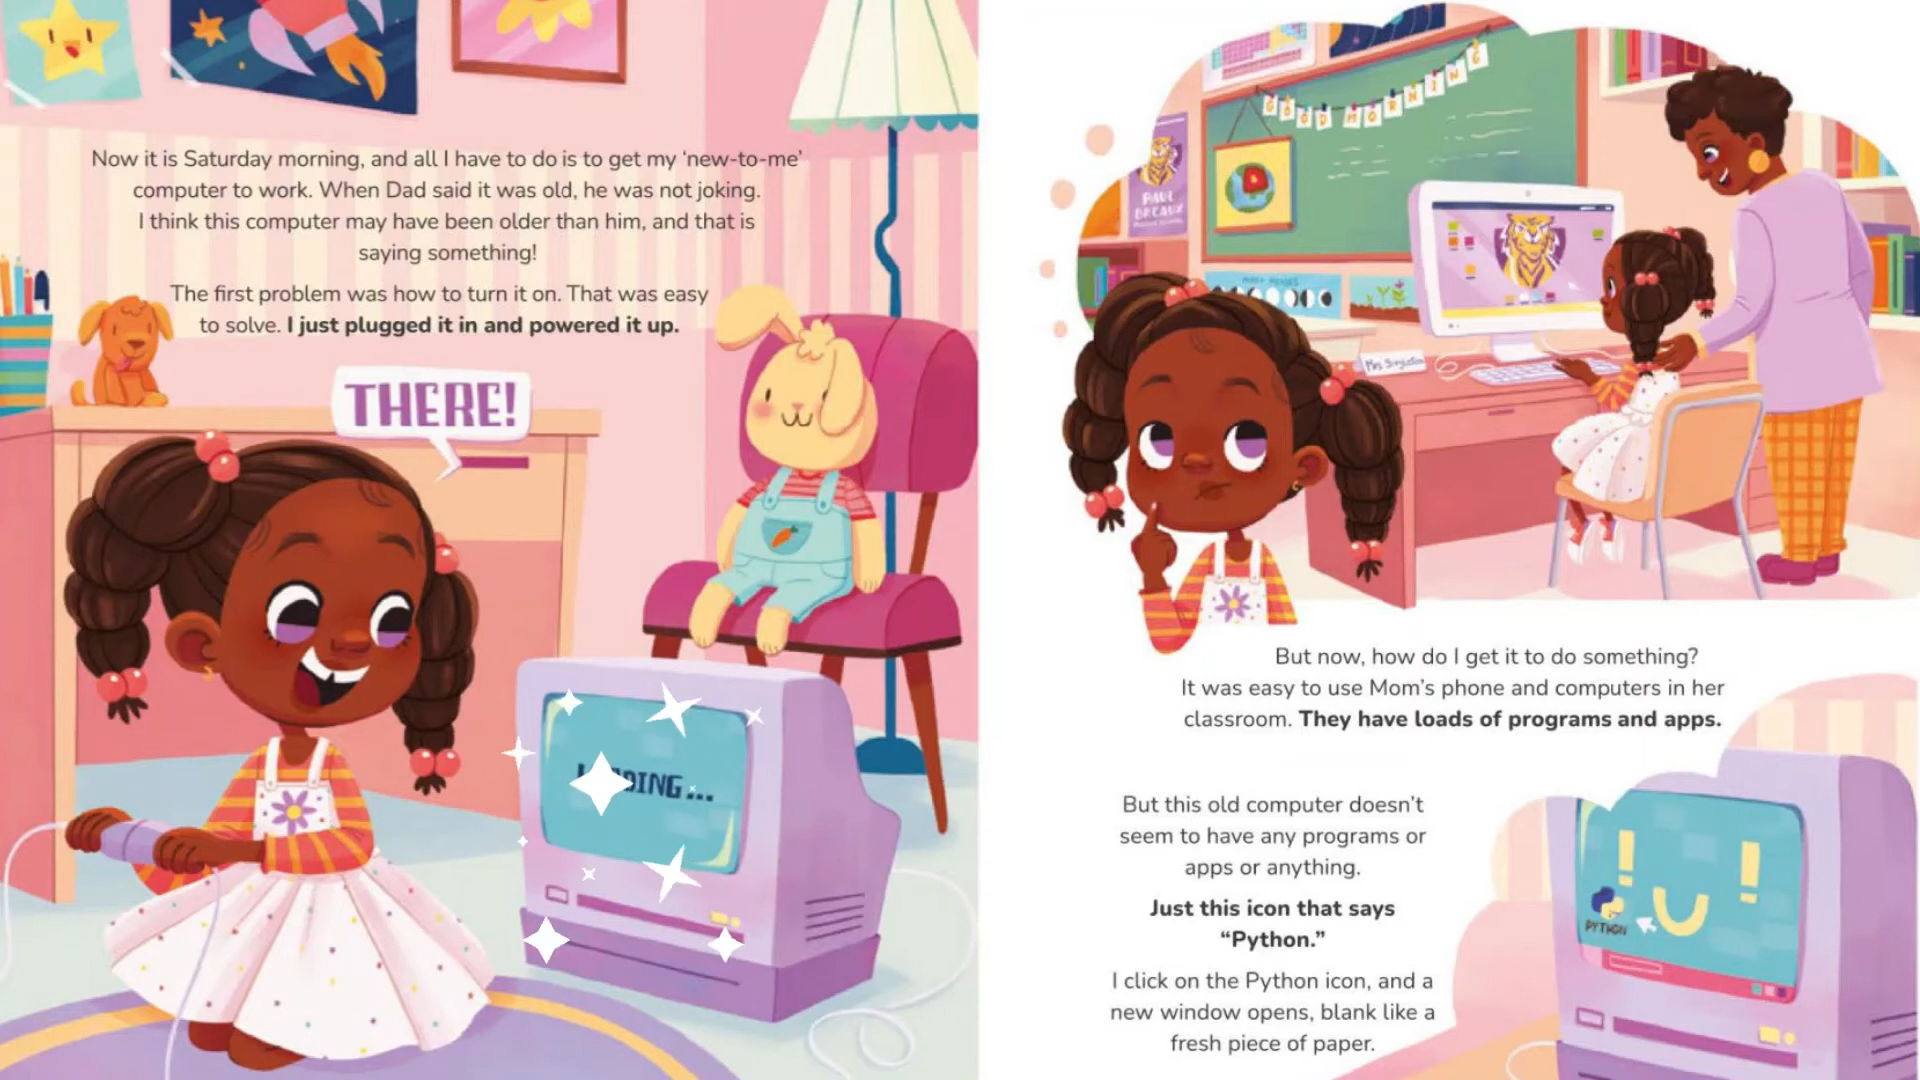 Now it is Saturday morning, and all I have to do is to get my ‘new-to-me’
computer to work. When Dad said it was old, he was not joking.
I think this computer may have been older than him, and that is
saying something!
The first problem was how to turn it on. That was easy
to solve. I just plugged it in and powered it up.
THERE!
GOOD MORNING
PAUL
BREAUX
Mrs. Singleton
But now, how do I get it to do something?
It was easy to use Mom’s phone and computers in her
classroom. They have loads of programs and apps.
But this old computer doesn’t
seem to have any programs or
apps or anything.
Just this icon that says
“Python.”
I click on the Python icon, and a
new window opens, blank like a
fresh piece of paper.
PYTHON